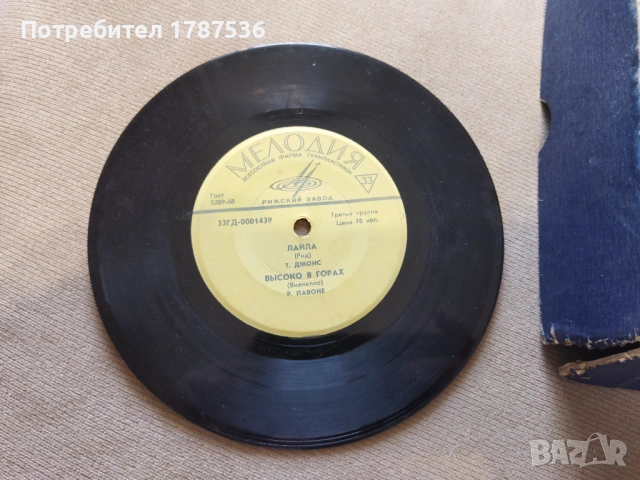 Потребител 1787536
МЕЛОДИЯ
ВСЕСОЮЗНАЯ ФИРМА ГРАМПЛАСТИНОК
33
РИЖСКИЙ ЗАВОД
Гост
5289-68
33ГД-0001439
Третья группа
Цена 70 коп.
ЛАЙЛА
(Рид)
Т. ДЖОНС
ВЫСОКО В ГОРАХ
(Вианелло)
Р. ПАВОНЕ
BAZAR